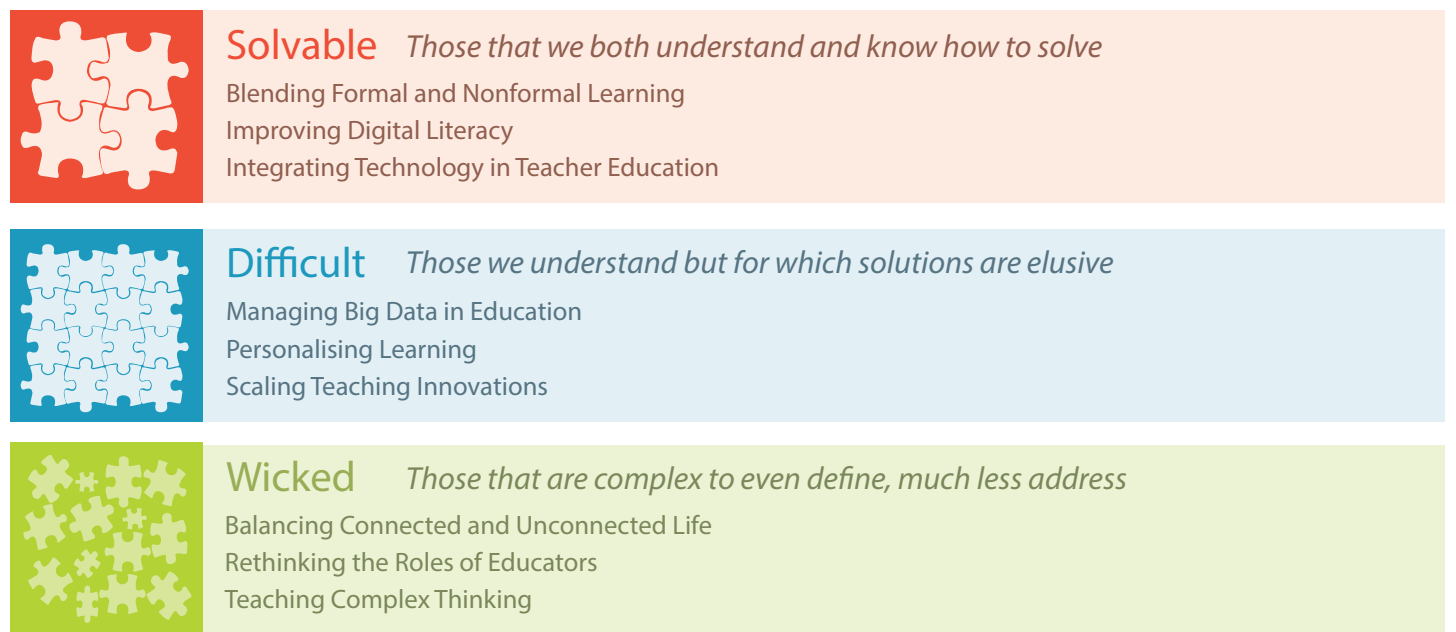 Solvable Those that we both understand and know how to solve
Blending Formal and Nonformal Learning
Improving Digital Literacy
Integrating Technology in Teacher Education
Difficult Those we understand but for which solutions are elusive
Managing Big Data in Education
Personalising Learning
Scaling Teaching Innovations
Wicked Those that are complex to even define, much less address
Balancing Connected and Unconnected Life
Rethinking the Roles of Educators
Teaching Complex Thinking